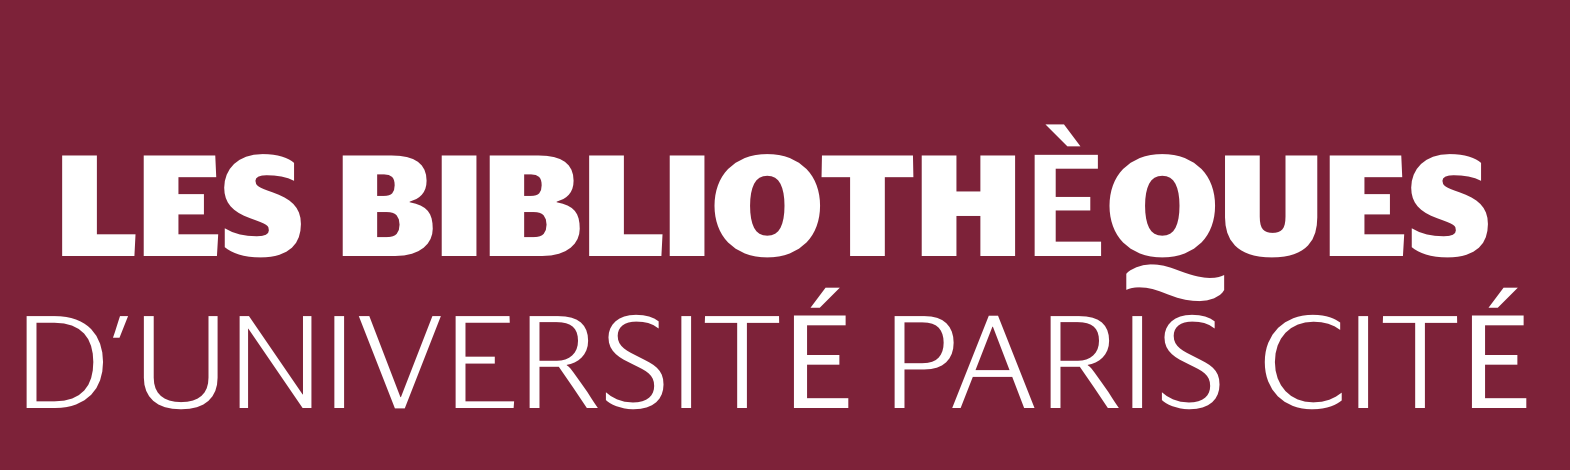 LES BIBLIOTHÈQUES
D’UNIVERSITÉ PARIS CITÉ